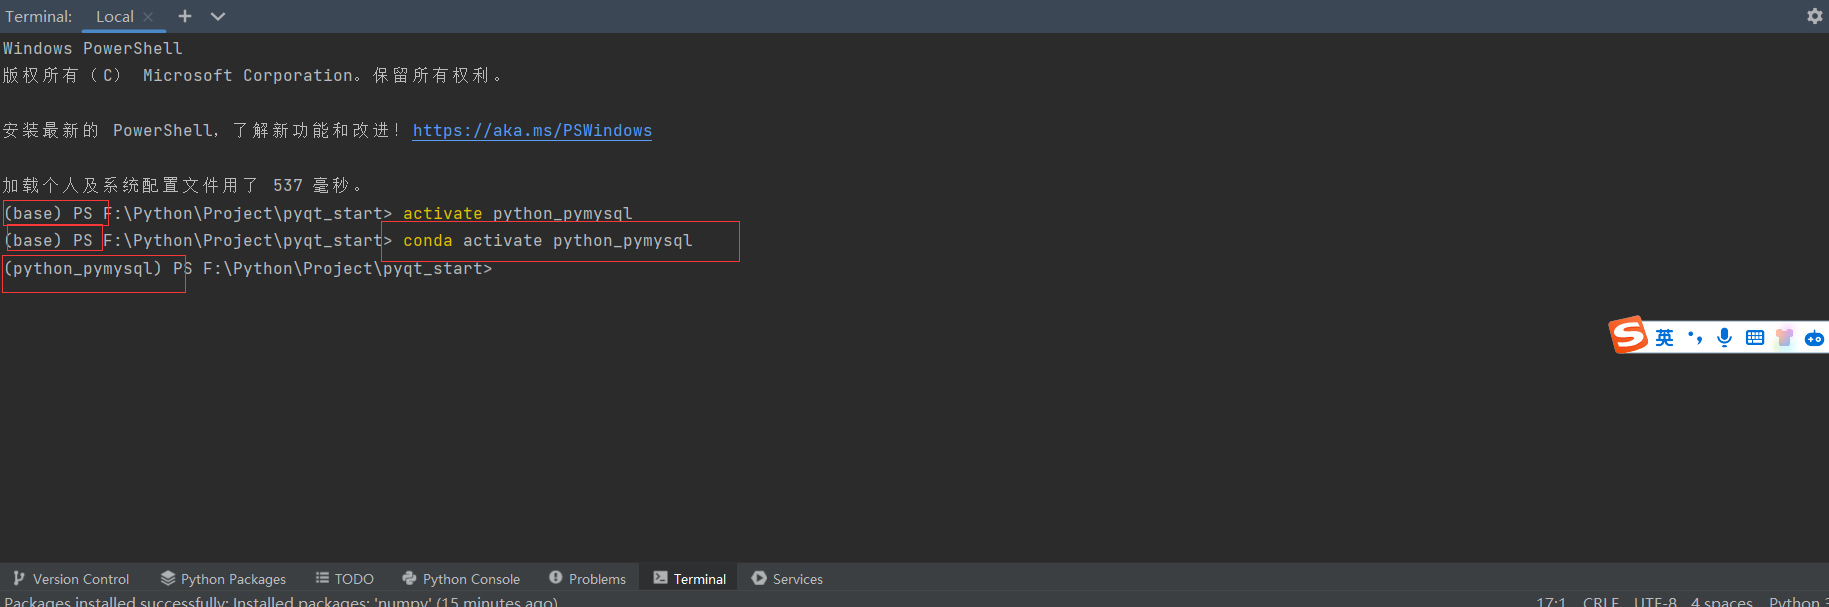 Terminal: Local
Windows PowerShell
版权所有（C） Microsoft Corporation。保留所有权利。
安装最新的 PowerShell，了解新功能和改进！https://aka.ms/PSWindows
加载个人及系统配置文件用了 537 毫秒。
(base) PS F:\Python\Project\pyqt_start> activate python_pymysql
(base) PS F:\Python\Project\pyqt_start> conda activate python_pymysql
(python_pymysql) PS F:\Python\Project\pyqt_start>
英
Version Control Python Packages TODO Python Console Problems Terminal Services
Packages installed successfully: Installed packages: 'numpy' (15 minutes ago) 17:1 CRLF UTF-8 4 spaces Python